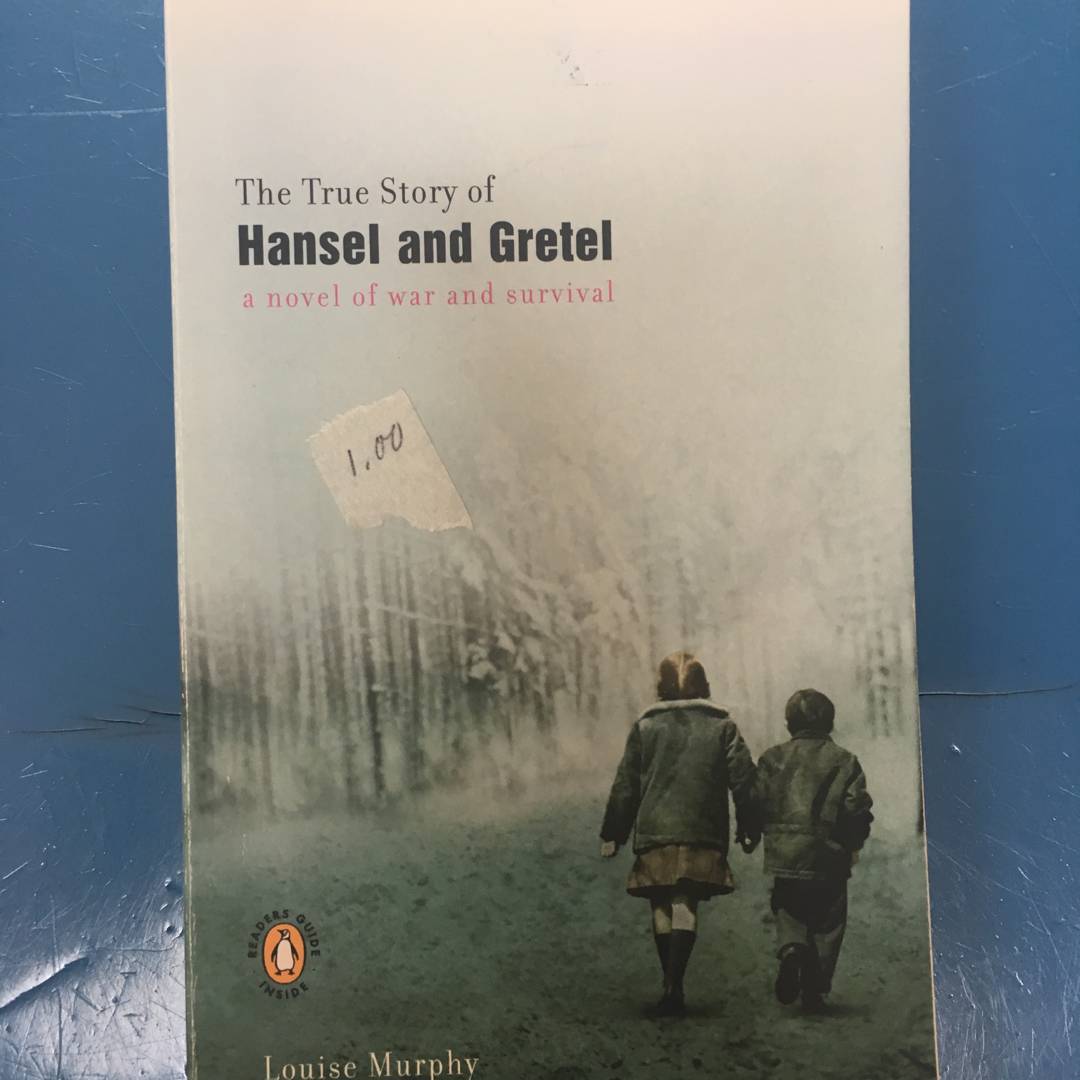 The True Story of
Hansel and Gretel
a novel of war and survival
1.00
READERS GUIDE
INSIDE
Louise Murphy